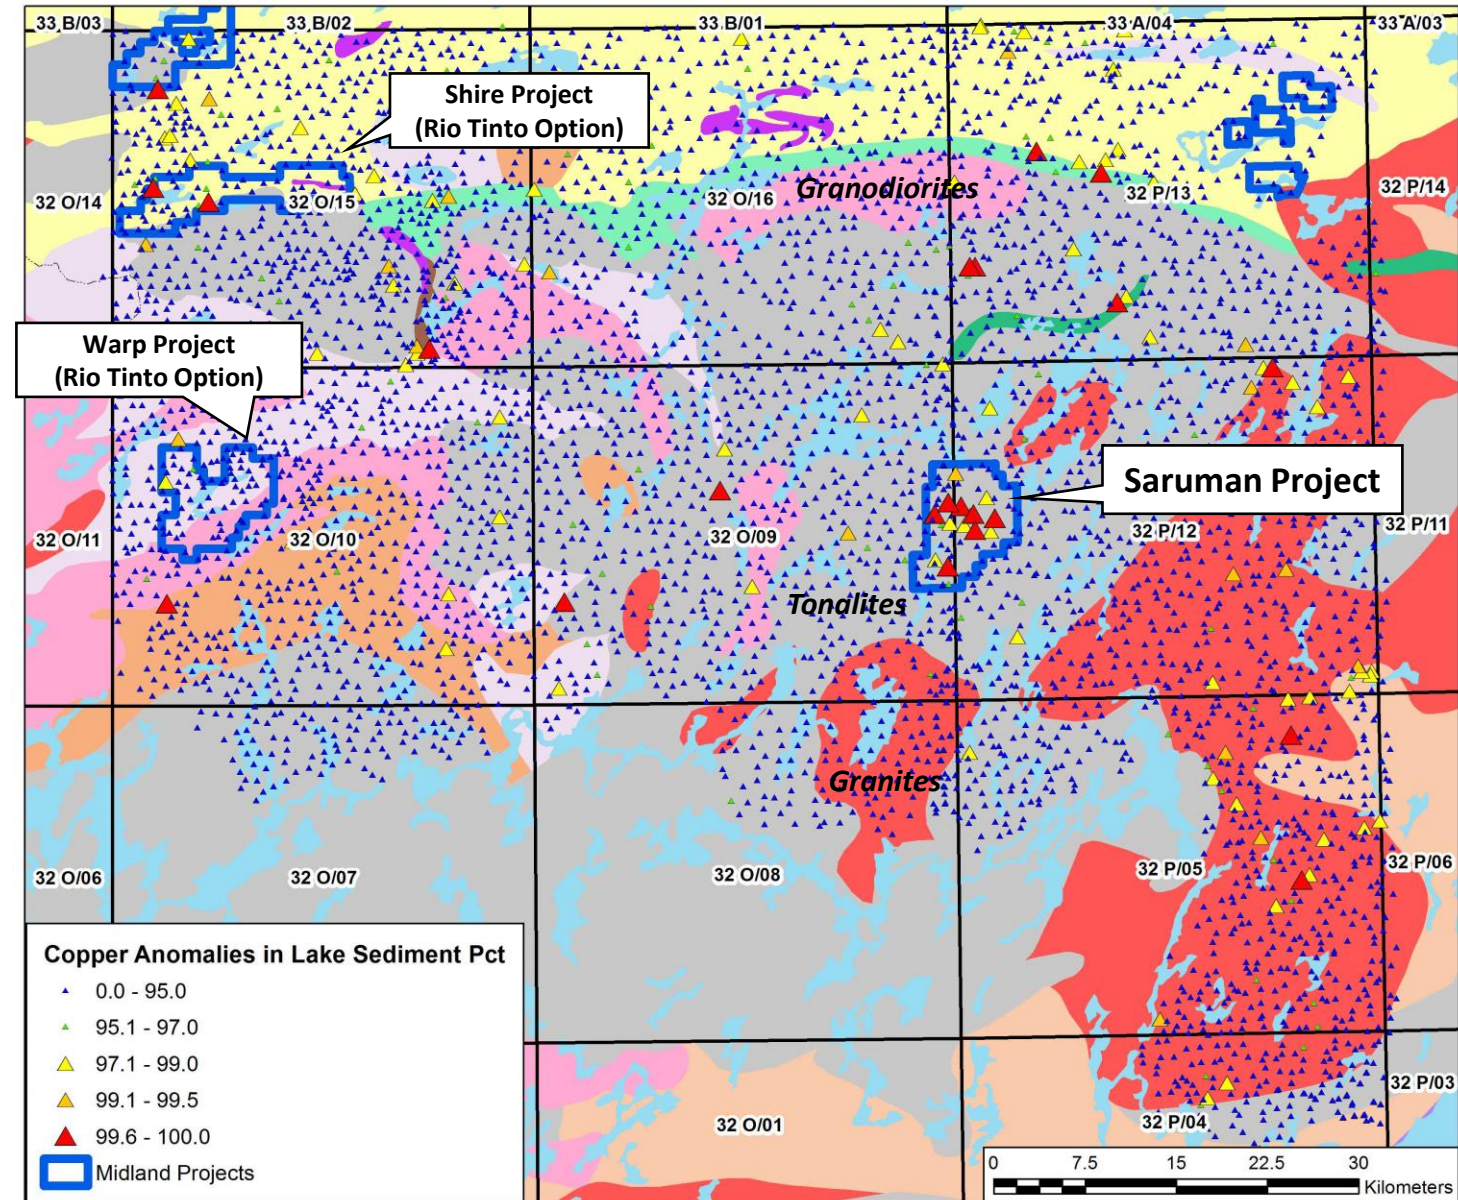 33 B/03
33 B/02
33 B/01
33 A/04
33 A/03
Shire Project
(Rio Tinto Option)
32 O/14
32 O/15
32 O/16
Granodiorites
32 P/13
32 P/14
Warp Project
(Rio Tinto Option)
Saruman Project
32 O/11
32 O/10
32 O/09
32 P/12
32 P/11
Tonalites
Granites
32 O/06
32 O/07
32 O/08
32 P/05
32 P/06
Copper Anomalies in Lake Sediment Pct
0.0 - 95.0
95.1 - 97.0
97.1 - 99.0
99.1 - 99.5
99.6 - 100.0
Midland Projects
32 O/01
32 P/04
32 P/03
0 7.5 15 22.5 30
Kilometers